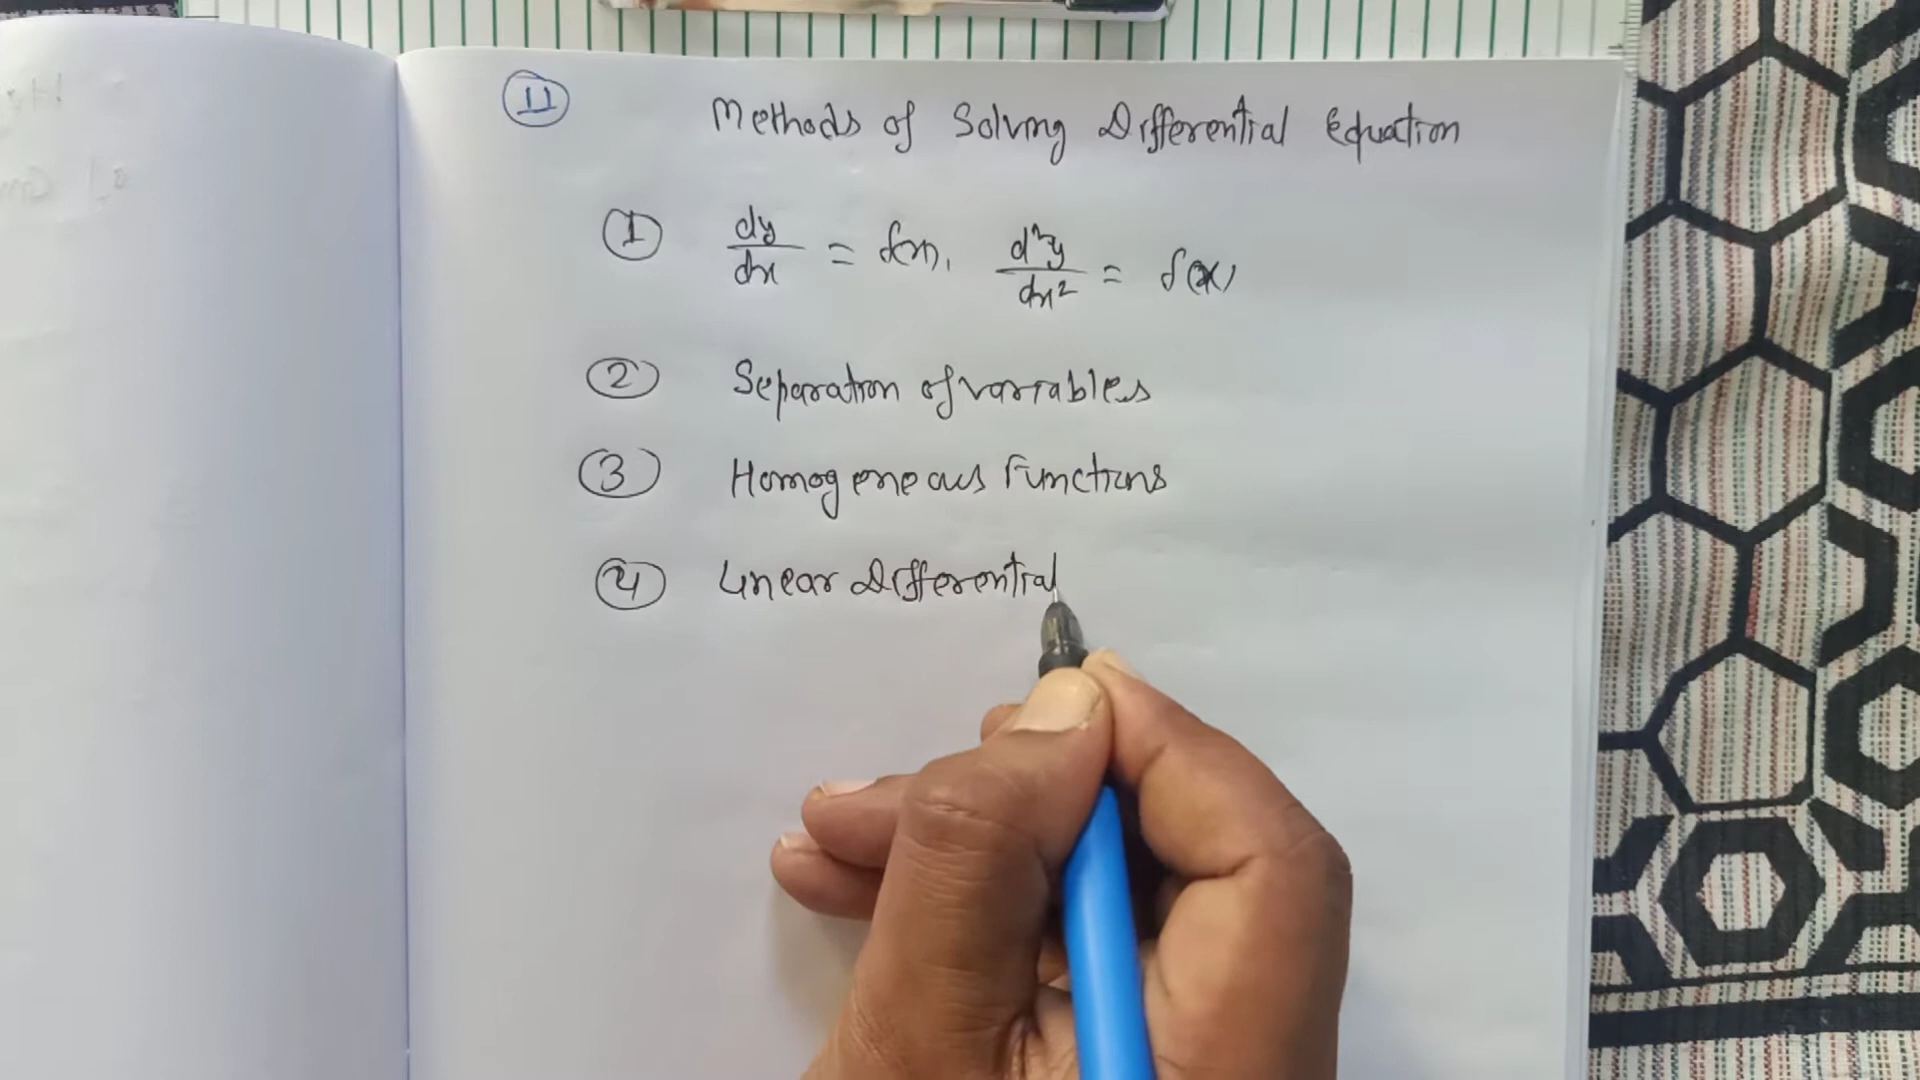 11 Methods of Solving Differential Equation
1 dy/dx = f(x), d²y/dx² = f(x)
2 Separation of variables
3 Homogeneous Functions
4 Linear Differential